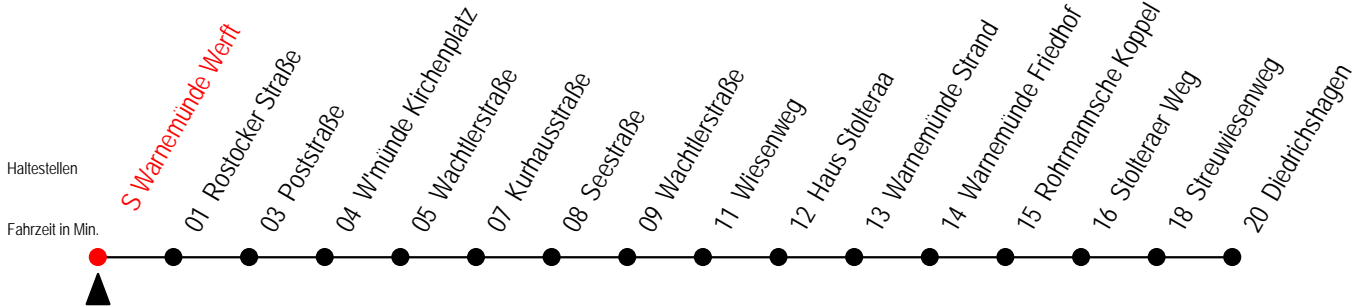 S Warnemünde Werft
01 Rostocker Straße
03 Poststraße
04 W'münde Kirchenplatz
05 Wachtlerstraße
07 Kurhausstraße
08 Seestraße
09 Wachtlerstraße
11 Wiesenweg
12 Haus Stolteraa
13 Warnemünde Strand
14 Warnemünde Friedhof
15 Rohrmannsche Koppel
16 Stolteraer Weg
18 Streuwiesenweg
20 Diedrichshagen
Haltestellen
Fahrzeit in Min.